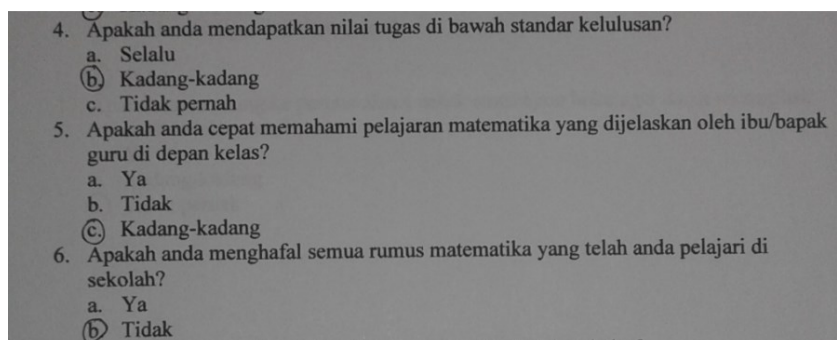 4. Apakah anda mendapatkan nilai tugas di bawah standar kelulusan?
a. Selalu
b. Kadang-kadang
c. Tidak pernah
5. Apakah anda cepat memahami pelajaran matematika yang dijelaskan oleh ibu/bapak
guru di depan kelas?
a. Ya
b. Tidak
c. Kadang-kadang
6. Apakah anda menghafal semua rumus matematika yang telah anda pelajari di
sekolah?
a. Ya
b. Tidak